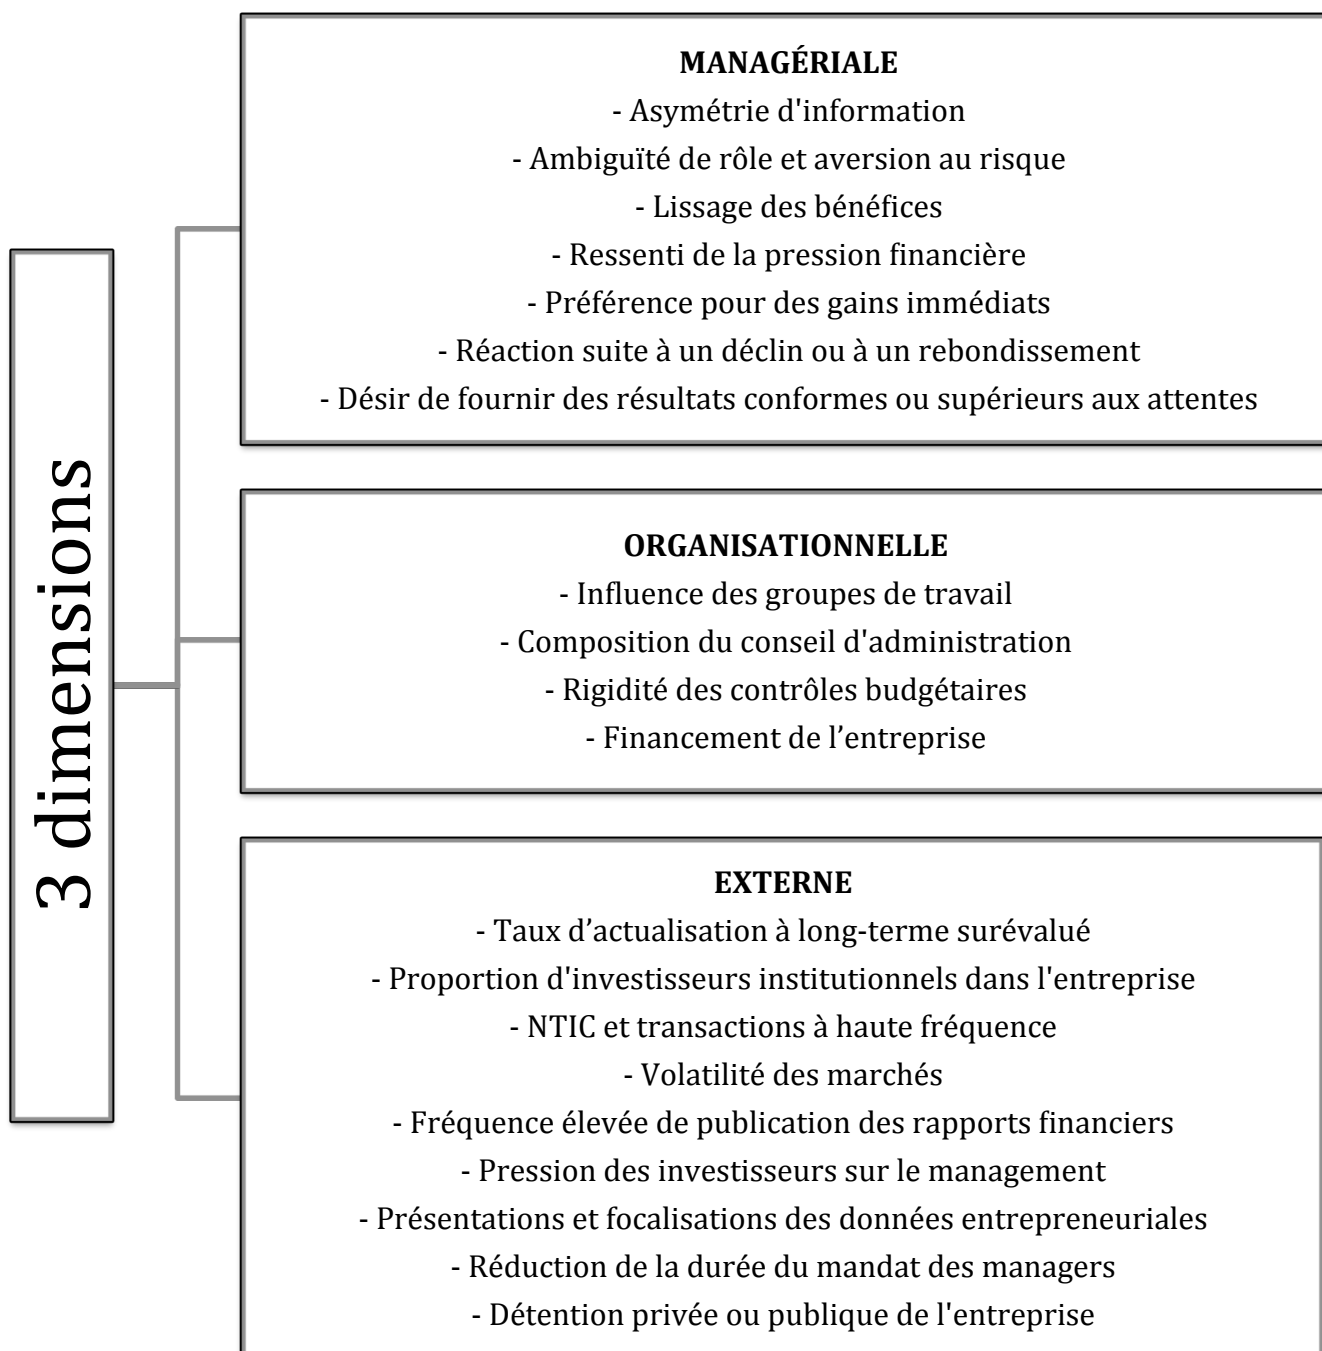 3 dimensions
MANAGÉRIALE
- Asymétrie d'information
- Ambiguïté de rôle et aversion au risque
- Lissage des bénéfices
- Ressenti de la pression financière
- Préférence pour des gains immédiats
- Réaction suite à un déclin ou à un rebondissement
- Désir de fournir des résultats conformes ou supérieurs aux attentes
ORGANISATIONNELLE
- Influence des groupes de travail
- Composition du conseil d'administration
- Rigidité des contrôles budgétaires
- Financement de l’entreprise
EXTERNE
- Taux d’actualisation à long-terme surévalué
- Proportion d'investisseurs institutionnels dans l'entreprise
- NTIC et transactions à haute fréquence
- Volatilité des marchés
- Fréquence élevée de publication des rapports financiers
- Pression des investisseurs sur le management
- Présentations et focalisations des données entrepreneuriales
- Réduction de la durée du mandat des managers
- Détention privée ou publique de l'entreprise